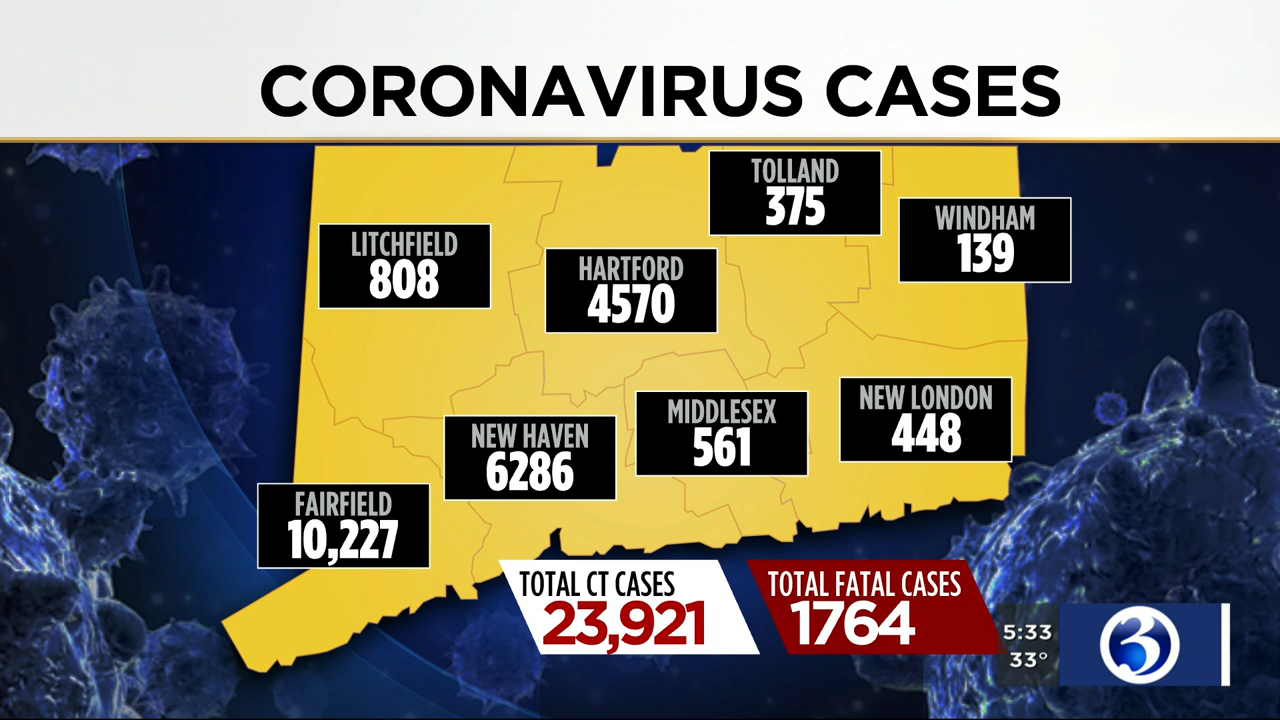 CORONAVIRUS CASES
TOLLAND
375
WINDHAM
139
LITCHFIELD
808
HARTFORD
4570
NEW LONDON
448
MIDDLESEX
561
NEW HAVEN
6286
FAIRFIELD
10,227
TOTAL CT CASES
23,921
TOTAL FATAL CASES
1764
5:33
33°
3